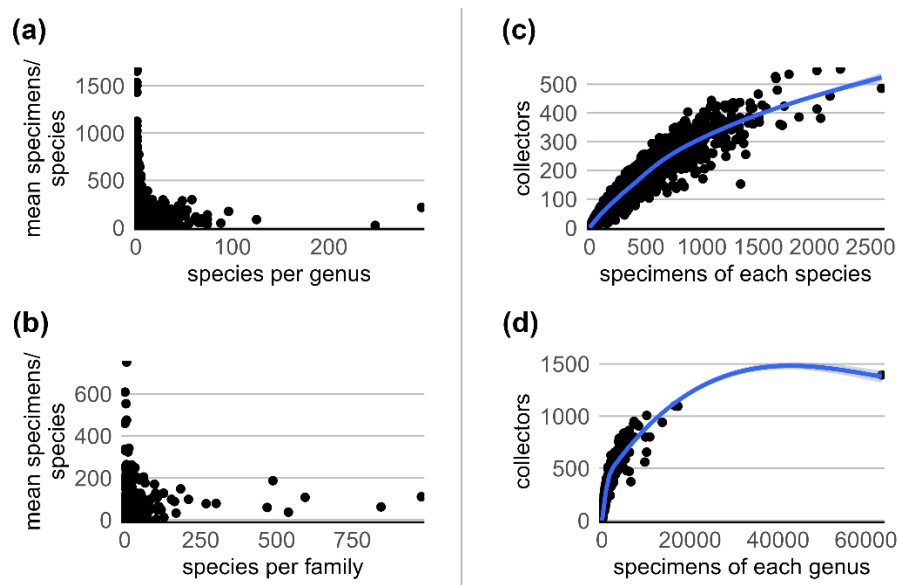 (a)
mean specimens/
species
1500
1000
500
0
0
100
200
species per genus
(b)
mean specimens/
species
600
400
200
0
0
250
500
750
species per family
(c)
collectors
500
400
300
200
100
0
0
500
1000
1500
2000
2500
specimens of each species
(d)
collectors
1500
1000
500
0
0
20000
40000
60000
specimens of each genus